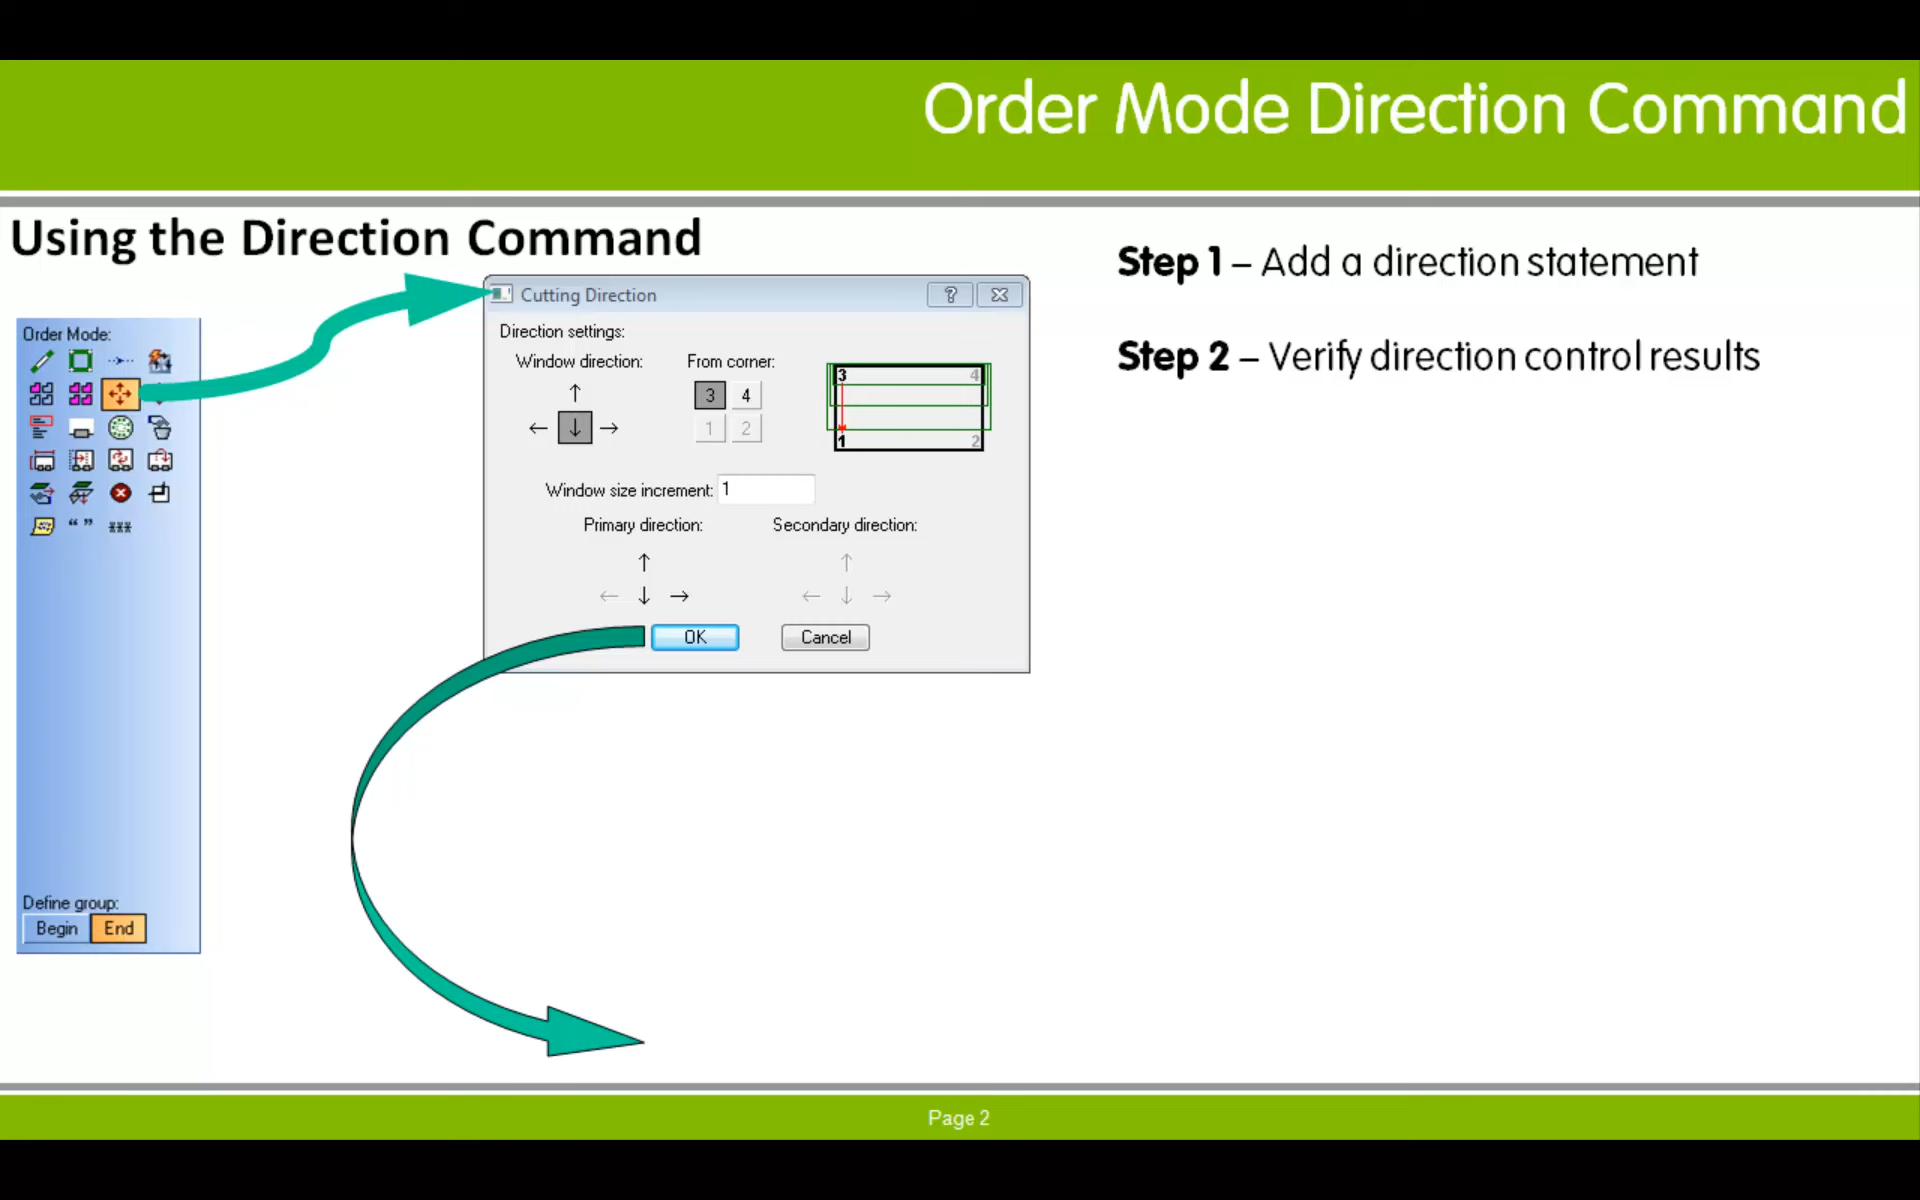 Order Mode Direction Command
Using the Direction Command
Step 1 – Add a direction statement
Step 2 – Verify direction control results
Order Mode:
“ ”
Define group:
Begin End
Cutting Direction
Direction settings:
Window direction: From corner:
3 4
1 2
3 4
1 2
Window size increment: 1
Primary direction: Secondary direction:
OK Cancel
Page 2